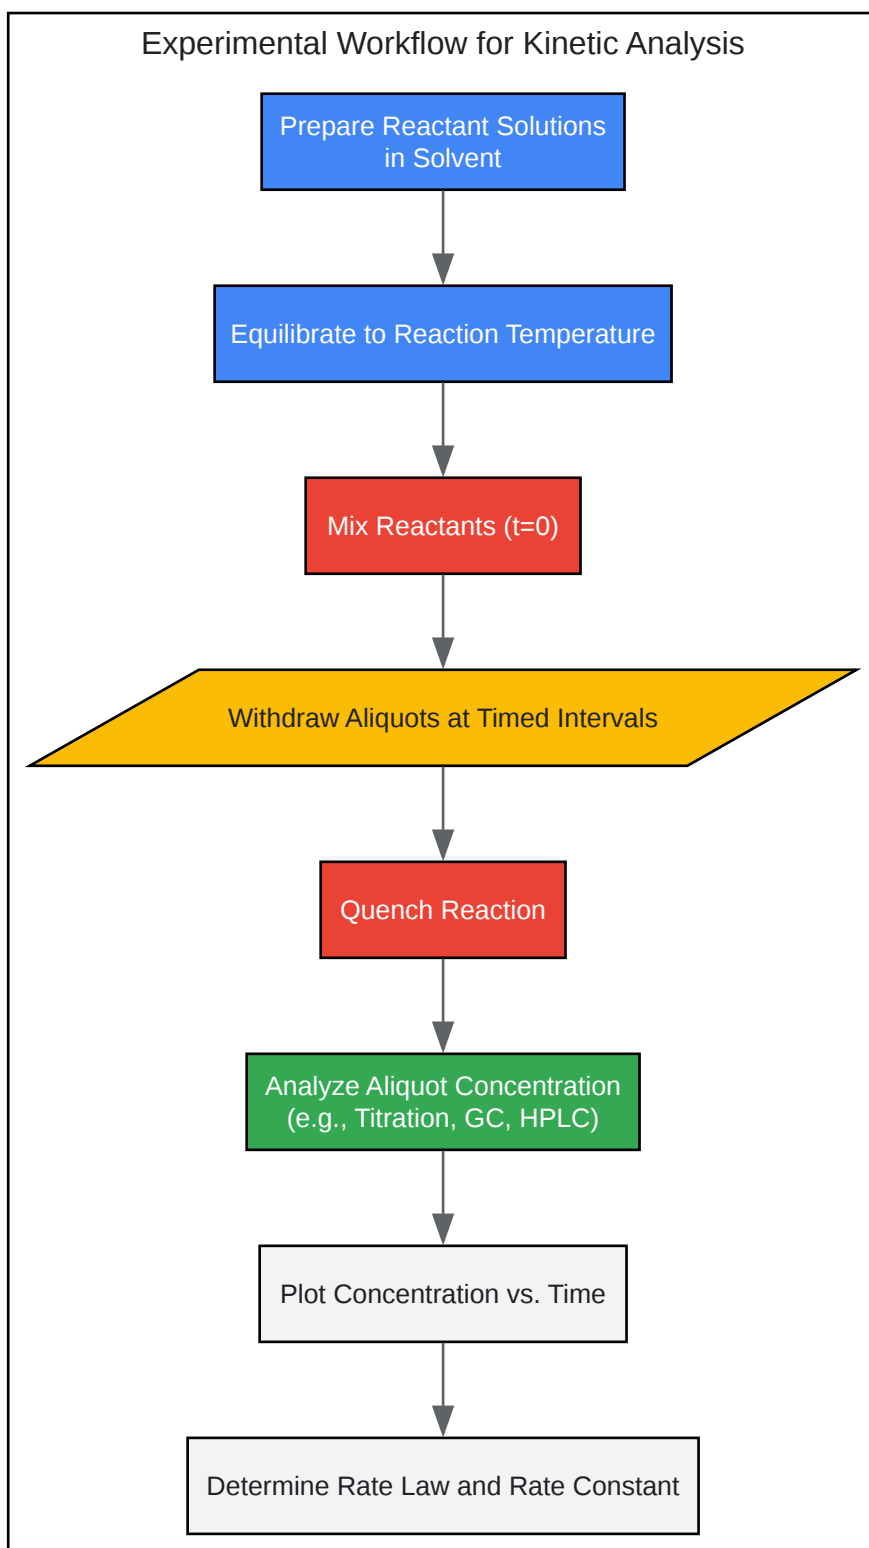 Experimental Workflow for Kinetic Analysis
Prepare Reactant Solutions
in Solvent
Equilibrate to Reaction Temperature
Mix Reactants (t=0)
Withdraw Aliquots at Timed Intervals
Quench Reaction
Analyze Aliquot Concentration
(e.g., Titration, GC, HPLC)
Plot Concentration vs. Time
Determine Rate Law and Rate Constant